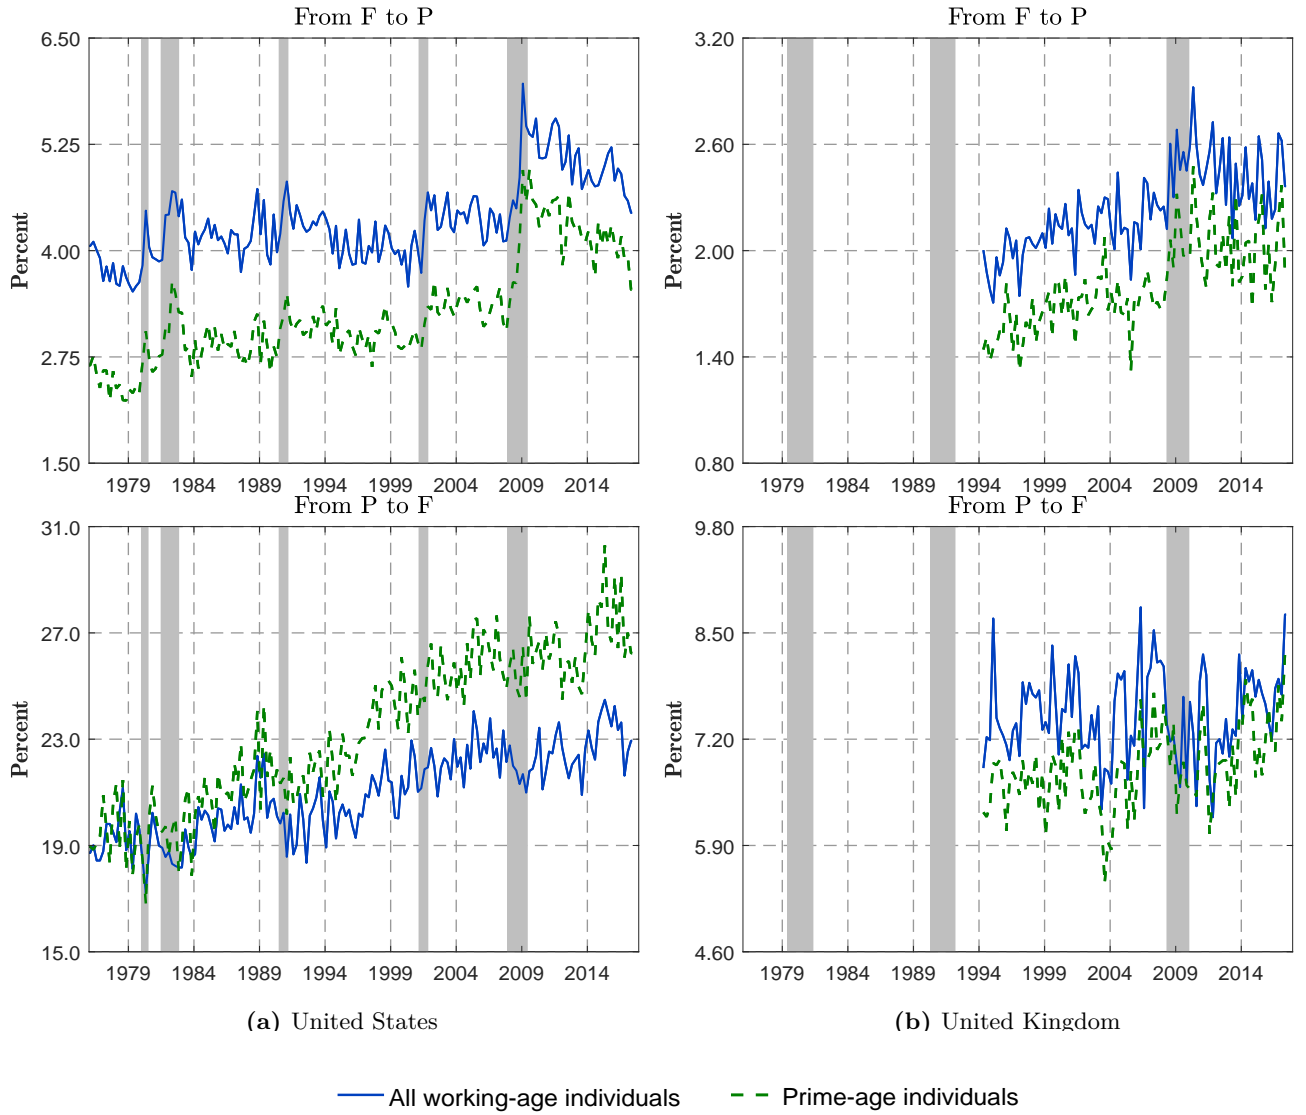 From F to P
6.50
5.25
4.00
2.75
1.50
Percent
1979 1984 1989 1994 1999 2004 2009 2014
From F to P
3.20
2.60
2.00
1.40
0.80
Percent
1979 1984 1989 1994 1999 2004 2009 2014
From P to F
31.0
27.0
23.0
19.0
15.0
Percent
1979 1984 1989 1994 1999 2004 2009 2014
(a) United States
From P to F
9.80
8.50
7.20
5.90
4.60
Percent
1979 1984 1989 1994 1999 2004 2009 2014
(b) United Kingdom
All working-age individuals
Prime-age individuals